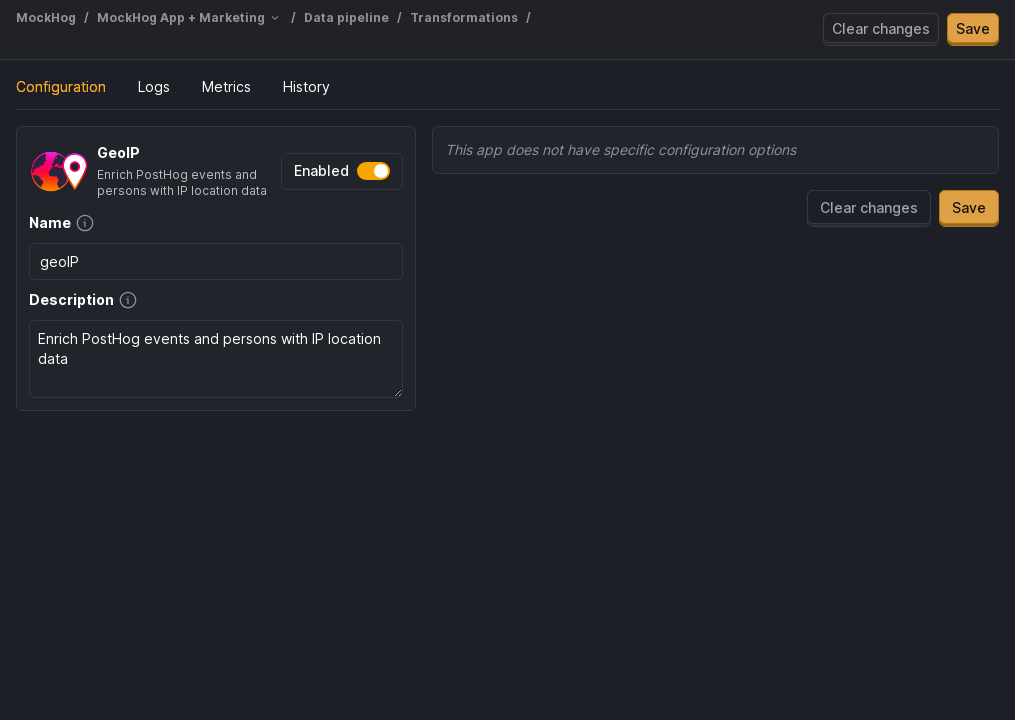 MockHog / MockHog App + Marketing / Data pipeline / Transformations /
Clear changes Save
Configuration Logs Metrics History
GeoIP
Enrich PostHog events and
persons with IP location data
Enabled
Name
geoIP
Description
Enrich PostHog events and persons with IP location
data
This app does not have specific configuration options
Clear changes Save